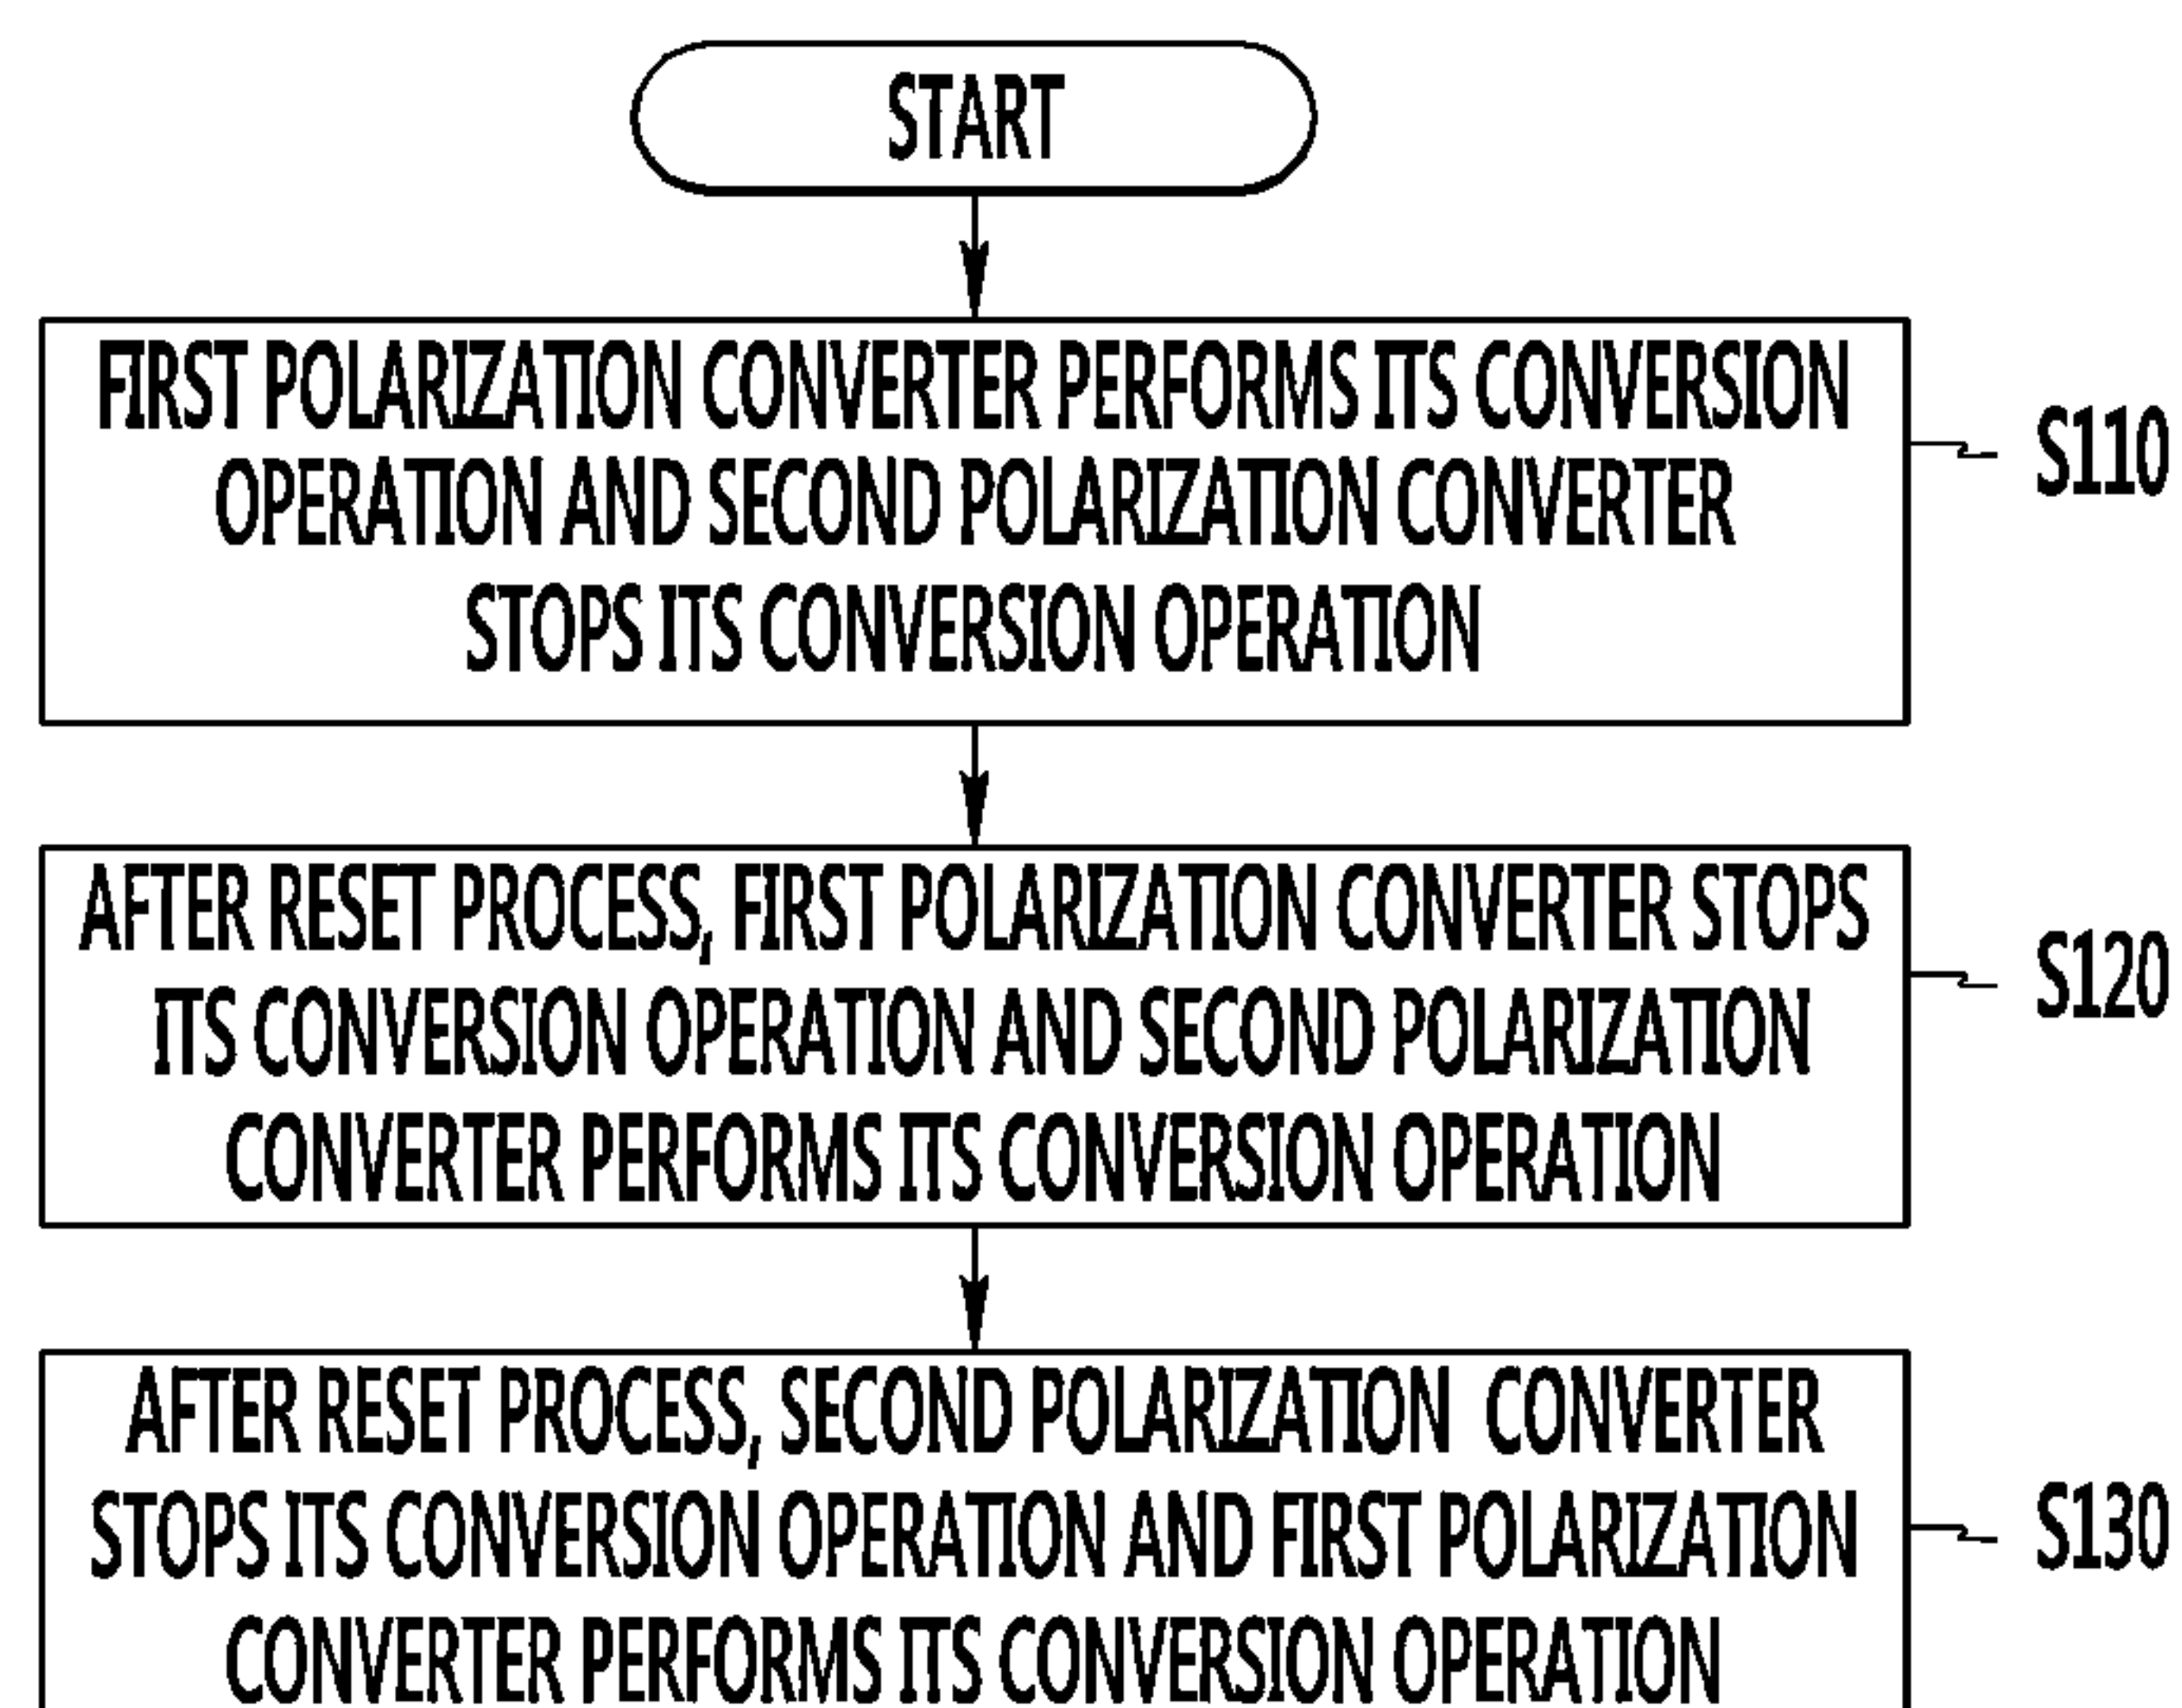 START
FIRST POLARIZATION CONVERTER PERFORMS ITS CONVERSION
OPERATION AND SECOND POLARIZATION CONVERTER
STOPS ITS CONVERSION OPERATION
S110
AFTER RESET PROCESS, FIRST POLARIZATION CONVERTER STOPS
ITS CONVERSION OPERATION AND SECOND POLARIZATION
CONVERTER PERFORMS ITS CONVERSION OPERATION
S120
AFTER RESET PROCESS, SECOND POLARIZATION CONVERTER
STOPS ITS CONVERSION OPERATION AND FIRST POLARIZATION
CONVERTER PERFORMS ITS CONVERSION OPERATION
S130